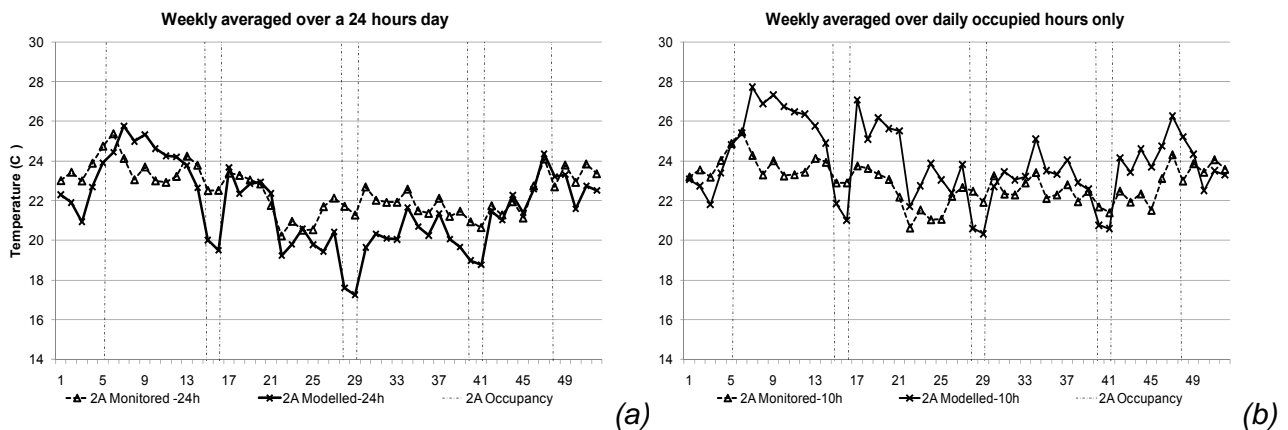 Weekly averaged over a 24 hours day
30
28
26
24
22
20
18
16
14
Temperature (C )
1 5 9 13 17 21 25 29 33 37 41 45 49
2A Monitored -24h 2A Modelled-24h 2A Occupancy
(a)
Weekly averaged over daily occupied hours only
30
28
26
24
22
20
18
16
14
1 5 9 13 17 21 25 29 33 37 41 45 49
2A Monitored-10h 2A Modelled-10h 2A Occupancy
(b)